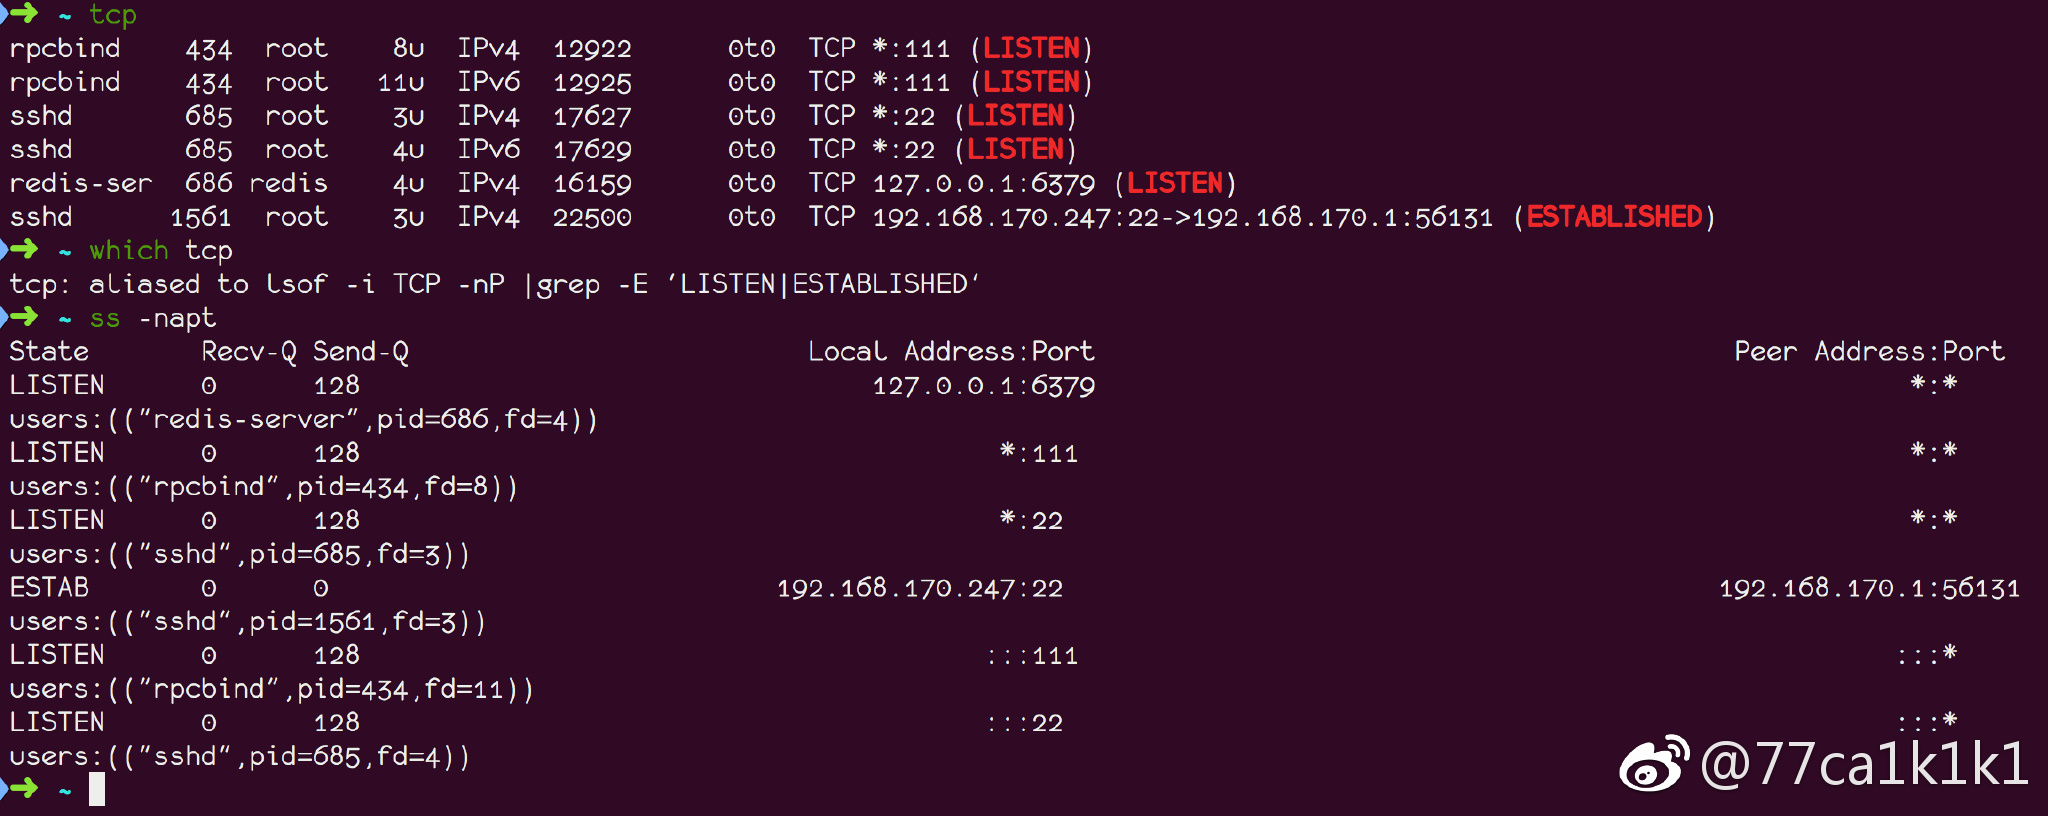 ➜ ~ tcp
rpcbind 434 root 8u IPv4 12922 0t0 TCP *:111 (LISTEN)
rpcbind 434 root 11u IPv6 12925 0t0 TCP *:111 (LISTEN)
sshd 685 root 3u IPv4 17627 0t0 TCP *:22 (LISTEN)
sshd 685 root 4u IPv6 17629 0t0 TCP *:22 (LISTEN)
redis-ser 686 redis 4u IPv4 16159 0t0 TCP 127.0.0.1:6379 (LISTEN)
sshd 1561 root 3u IPv4 22500 0t0 TCP 192.168.170.247:22->192.168.170.1:56131 (ESTABLISHED)
➜ ~ which tcp
tcp: aliased to lsof -i TCP -nP |grep -E 'LISTEN|ESTABLISHED'
➜ ~ ss -napt
State Recv-Q Send-Q Local Address:Port Peer Address:Port
LISTEN 0 128 127.0.0.1:6379 *:*
users:(("redis-server",pid=686,fd=4))
LISTEN 0 128 *:111 *:*
users:(("rpcbind",pid=434,fd=8))
LISTEN 0 128 *:22 *:*
users:(("sshd",pid=685,fd=3))
ESTAB 0 0 192.168.170.247:22 192.168.170.1:56131
users:(("sshd",pid=1561,fd=3))
LISTEN 0 128 :::111 :::*
users:(("rpcbind",pid=434,fd=11))
LISTEN 0 128 :::22 :::*
users:(("sshd",pid=685,fd=4))
➜ ~
@77ca1k1k1